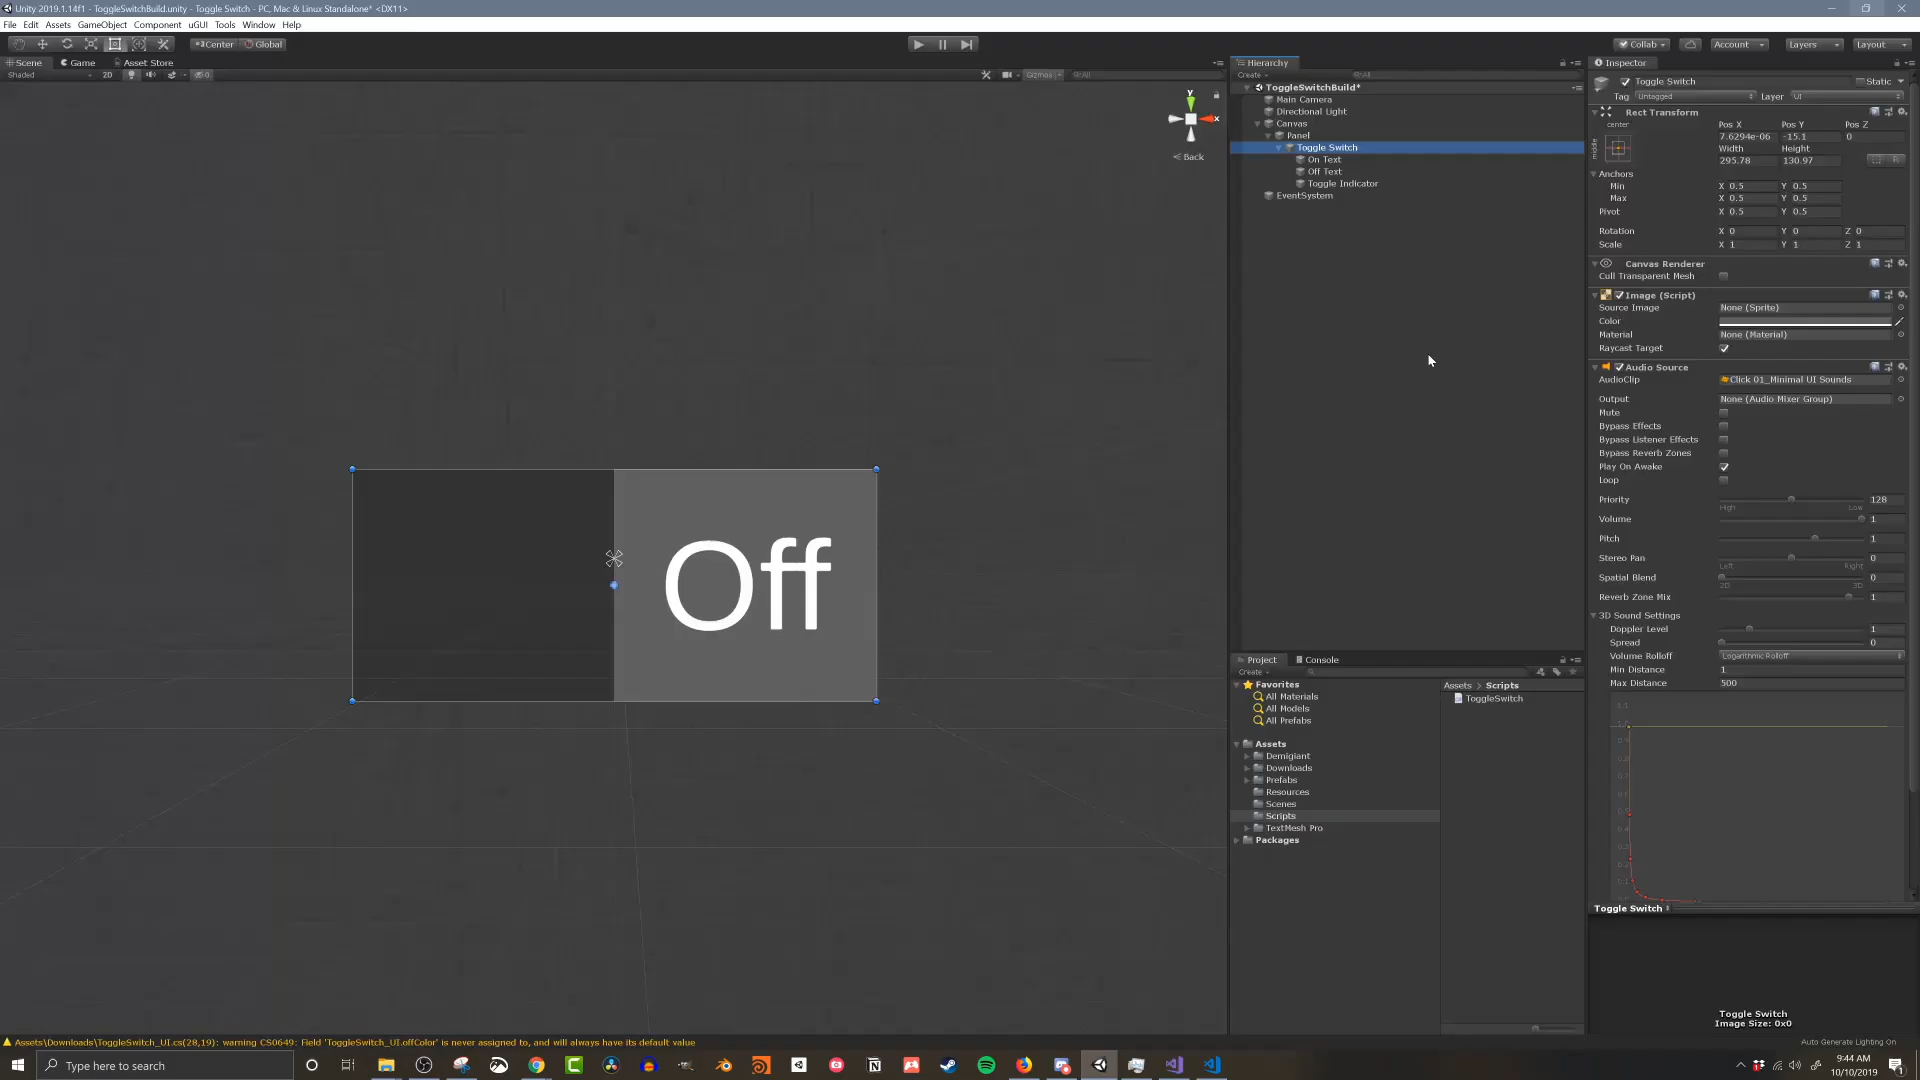 Unity 2019.1.14f1 - ToggleSwitchBuild.unity - Toggle Switch - PC, Mac & Linux Standalone* <DX11>
File Edit Assets GameObject Component uGUI Tools Window Help
Center Global
Collab Account Layers Layout
Scene Game Asset Store
Shaded 2D 0 Gizmos All
Hierarchy
Create All
ToggleSwitchBuild*
Main Camera
Directional Light
Canvas
Panel
Toggle Switch
On Text
Off Text
Toggle Indicator
EventSystem
y
x
< Back
Off
Inspector
Toggle Switch Static
Tag Untagged Layer UI
Rect Transform
center
middle
Pos X Pos Y Pos Z
7.6294e-06 -15.1 0
Width Height
295.78 130.97
R
Anchors
Min X 0.5 Y 0.5
Max X 0.5 Y 0.5
Pivot X 0.5 Y 0.5
Rotation X 0 Y 0 Z 0
Scale X 1 Y 1 Z 1
Canvas Renderer
Cull Transparent Mesh
Image (Script)
Source Image None (Sprite)
Color
Material None (Material)
Raycast Target
Audio Source
AudioClip Click 01_Minimal UI Sounds
Output None (Audio Mixer Group)
Mute
Bypass Effects
Bypass Listener Effects
Bypass Reverb Zones
Play On Awake
Loop
Priority 128
High Low
Volume 1
Pitch 1
Stereo Pan 0
Left Right
Spatial Blend 0
2D 3D
Reverb Zone Mix 1
3D Sound Settings
Doppler Level 1
Spread 0
Volume Rolloff Logarithmic Rolloff
Min Distance 1
Max Distance 500
1.1
Toggle Switch
Toggle Switch
Image Size: 0x0
Project Console
Create
Favorites
All Materials
All Models
All Prefabs
Assets
Demigiant
Downloads
Prefabs
Resources
Scenes
Scripts
TextMesh Pro
Packages
Assets > Scripts
ToggleSwitch
Assets\Downloads\ToggleSwitch_UI.cs(28,19): warning CS0649: Field 'ToggleSwitch_UI.offColor' is never assigned to, and will always have its default value
Auto Generate Lighting On
Type here to search
9:44 AM
10/10/2019